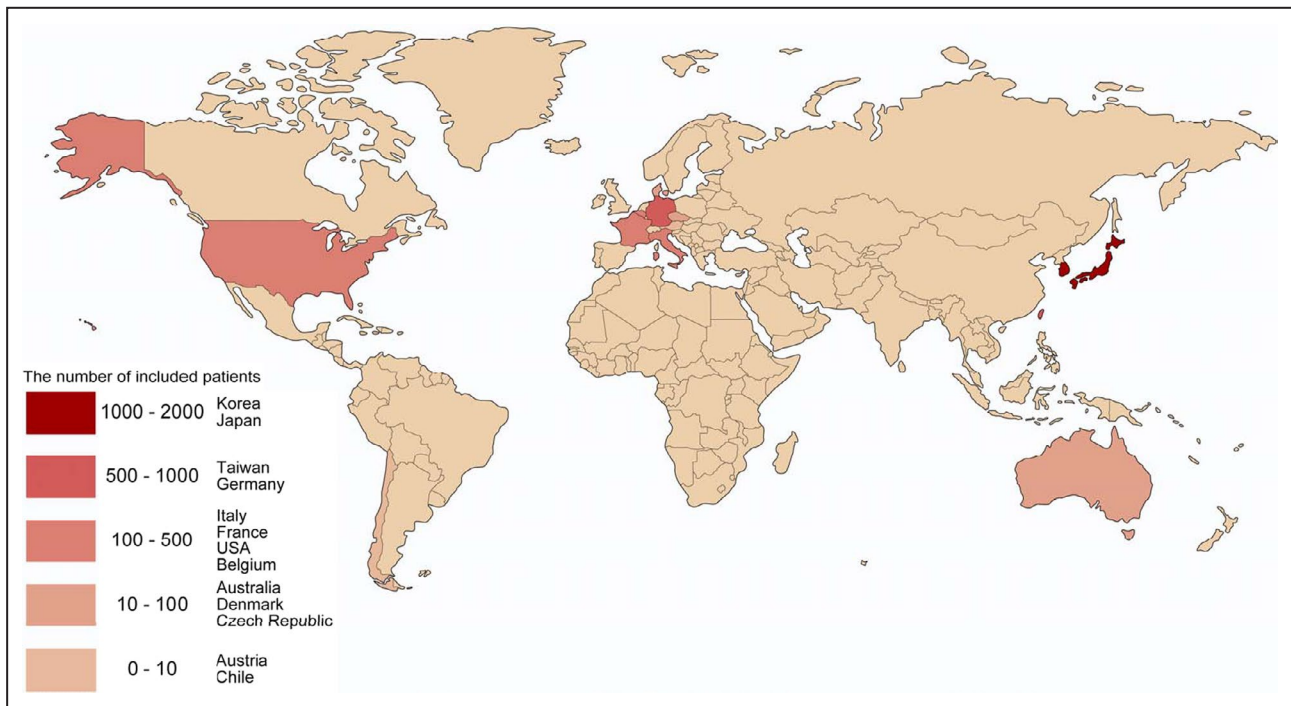 The number of included patients
1000 - 2000 Korea
Japan
500 - 1000 Taiwan
Germany
100 - 500 Italy
France
USA
Belgium
10 - 100 Australia
Denmark
Czech Republic
0 - 10 Austria
Chile